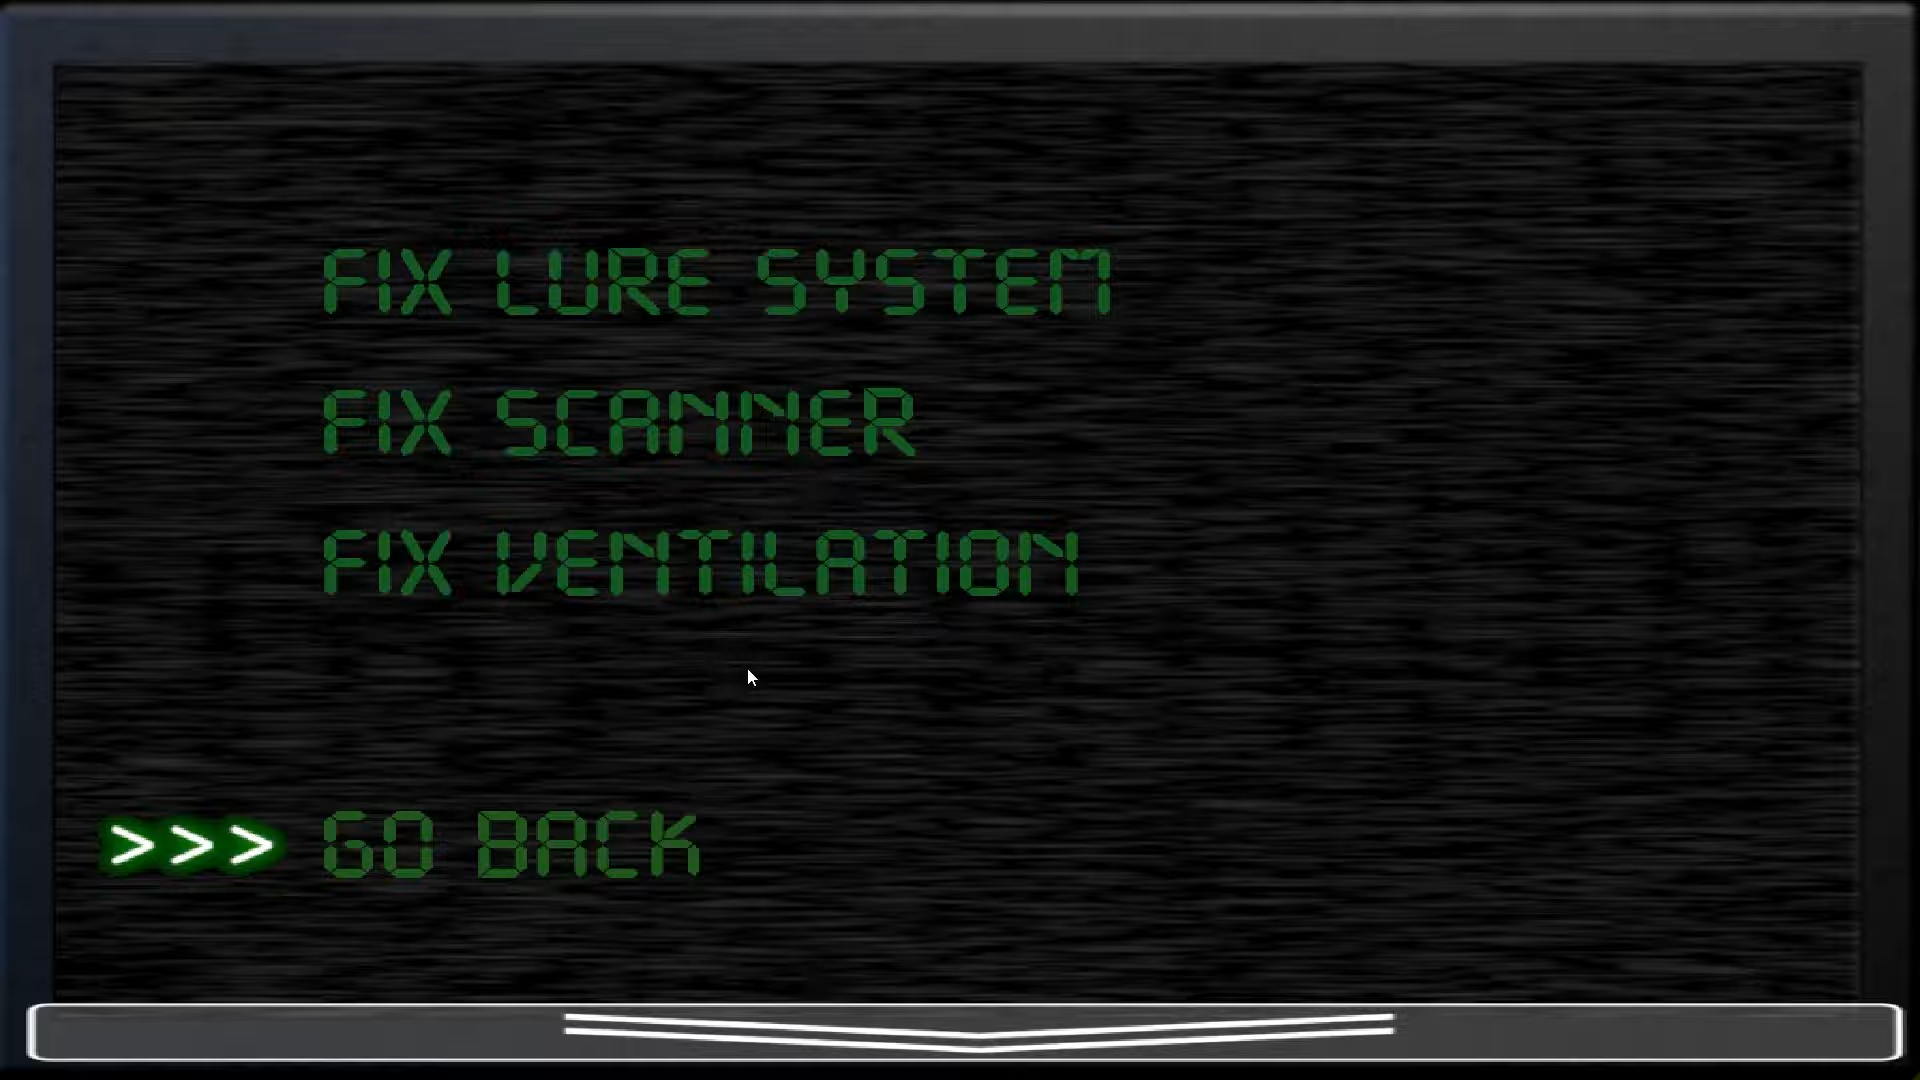 FIX LURE SYSTEM
FIX SCANNER
FIX VENTILATION
>>> GO BACK